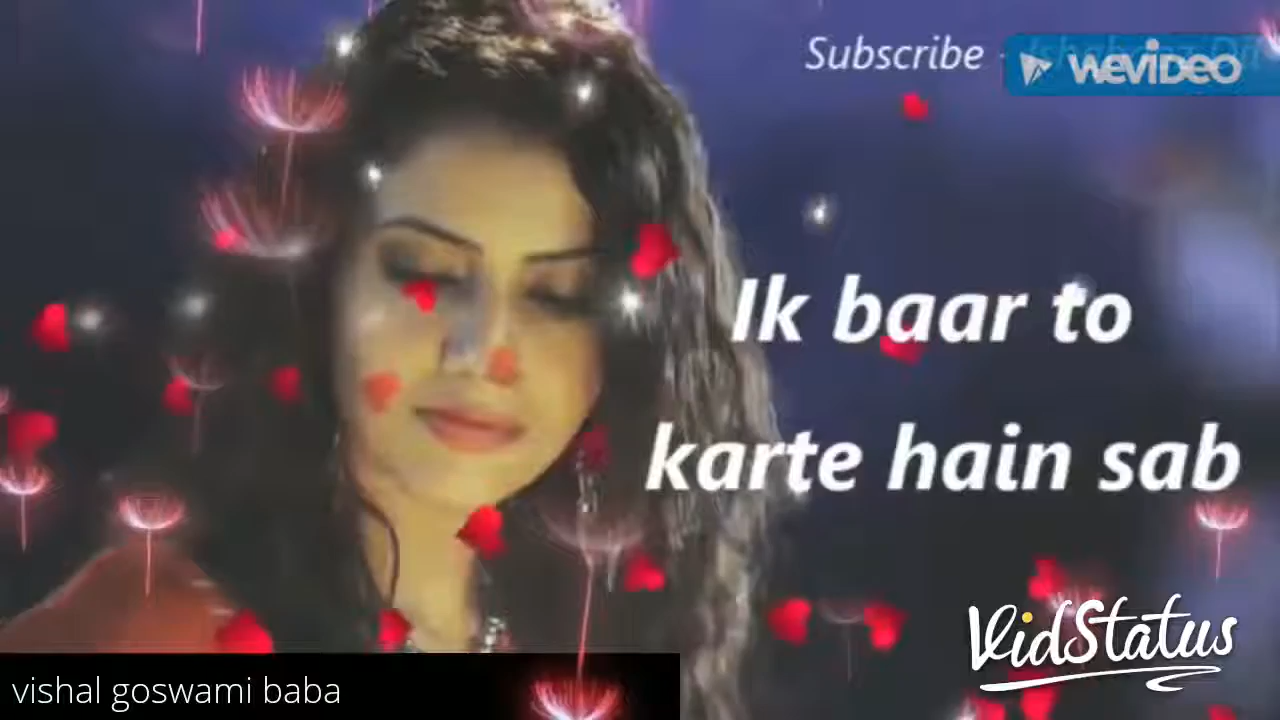 Subscribe -
WeVideo
Ik baar to
karte hain sab
VidStatus
vishal goswami baba